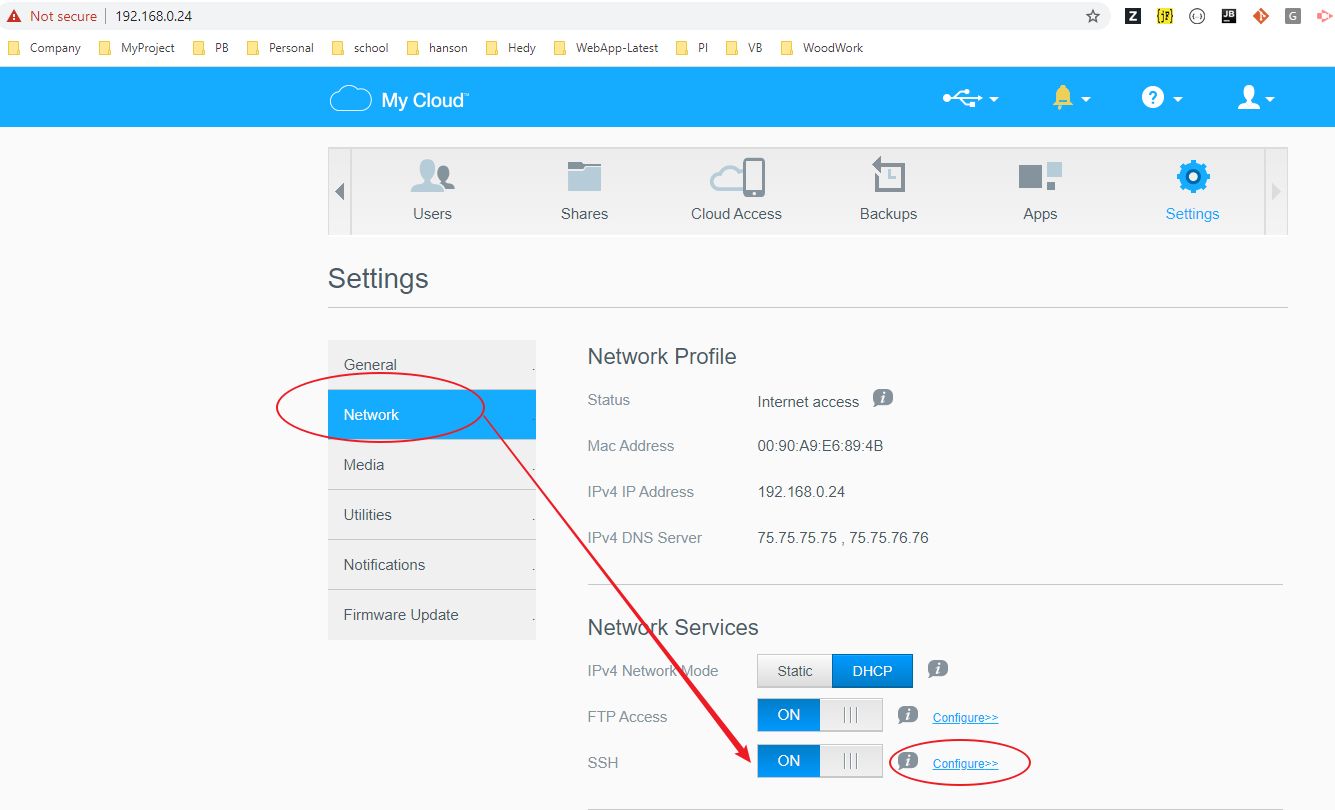 Not secure 192.168.0.24
Company MyProject PB Personal school hanson Hedy WebApp-Latest PI VB WoodWork
My Cloud™
Users Shares Cloud Access Backups Apps Settings
Settings
General
Network
Media
Utilities
Notifications
Firmware Update
Network Profile
Status Internet access
Mac Address 00:90:A9:E6:89:4B
IPv4 IP Address 192.168.0.24
IPv4 DNS Server 75.75.75.75 , 75.75.76.76
Network Services
IPv4 Network Mode Static DHCP
FTP Access ON Configure>>
SSH ON Configure>>